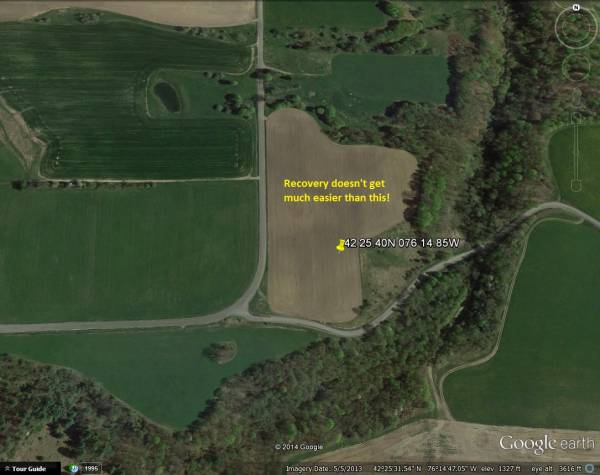 N
Recovery doesn't get
much easier than this!
42 25 40N 076 14 85W
© 2014 Google
Google earth
Tour Guide
1995
Imagery Date: 5/5/2013 42°25'31.54" N 76°14'47.05" W elev 1327 ft eye alt 3616 ft